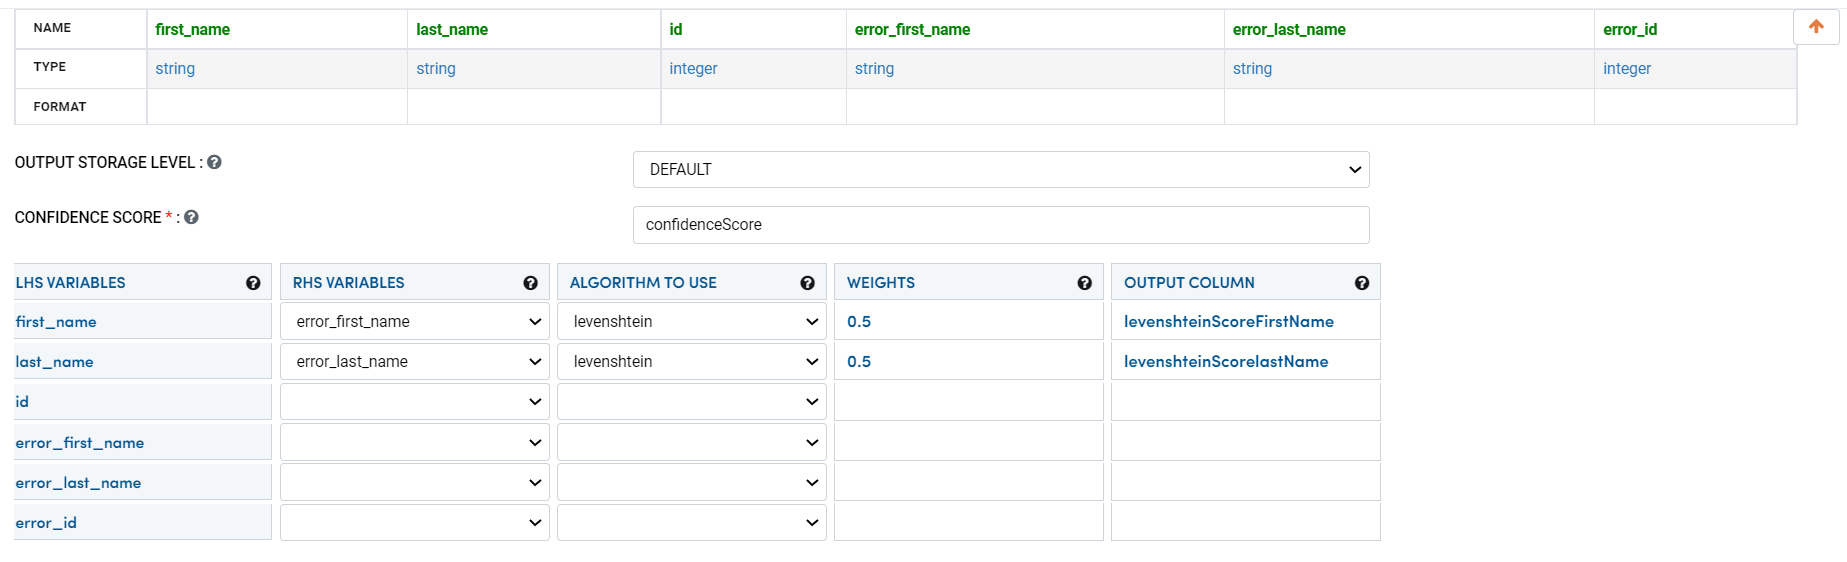 NAME first_name last_name id error_first_name error_last_name error_id
TYPE string string integer string string integer
FORMAT
OUTPUT STORAGE LEVEL :
DEFAULT
CONFIDENCE SCORE * :
confidenceScore
LHS VARIABLES RHS VARIABLES ALGORITHM TO USE WEIGHTS OUTPUT COLUMN
first_name error_first_name levenshtein 0.5 levenshteinScoreFirstName
last_name error_last_name levenshtein 0.5 levenshteinScorelastName
id
error_first_name
error_last_name
error_id